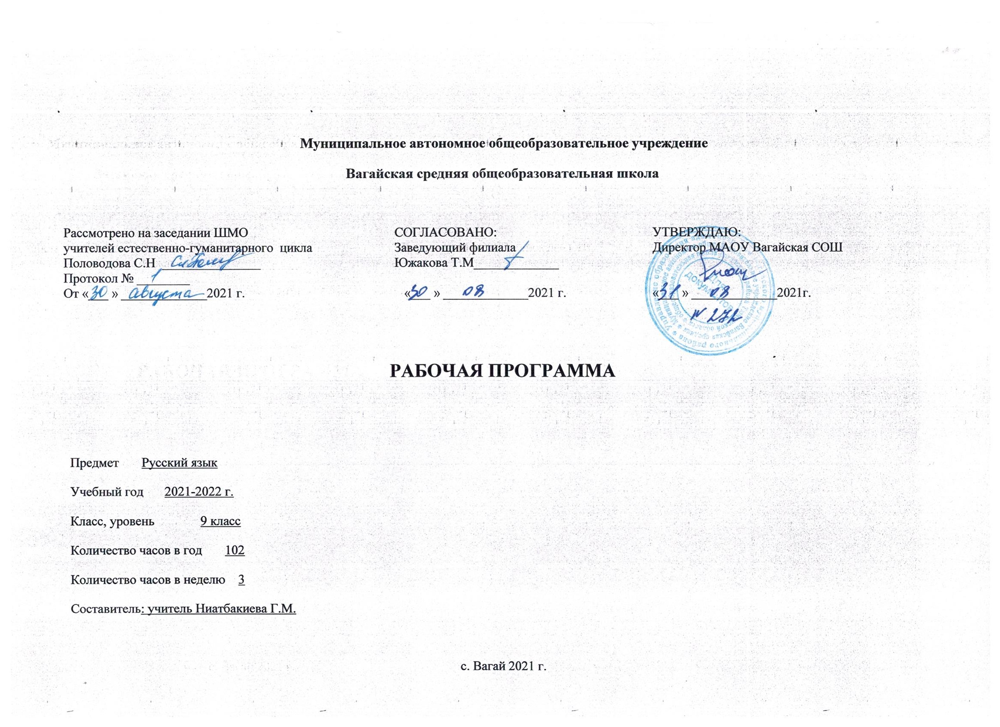 Муниципальное автономное общеобразовательное учреждение
Вагайская средняя общеобразовательная школа
Рассмотрено на заседании ШМО
учителей естественно-гуманитарного цикла
Половодова С.Н
Протокол № 1
От «30 » августа 2021 г.
СОГЛАСОВАНО:
Заведующий филиала
Южакова Т.М
«30 » 08 2021 г.
УТВЕРЖДАЮ:
Директор МАОУ Вагайская СОШ
«31 » 08 2021г.
№ 272
Для
документов
РАБОЧАЯ ПРОГРАММА
Предмет Русский язык
Учебный год 2021-2022 г.
Класс, уровень 9 класс
Количество часов в год 102
Количество часов в неделю 3
Составитель: учитель Ниатбакиева Г.М.
с. Вагай 2021 г.